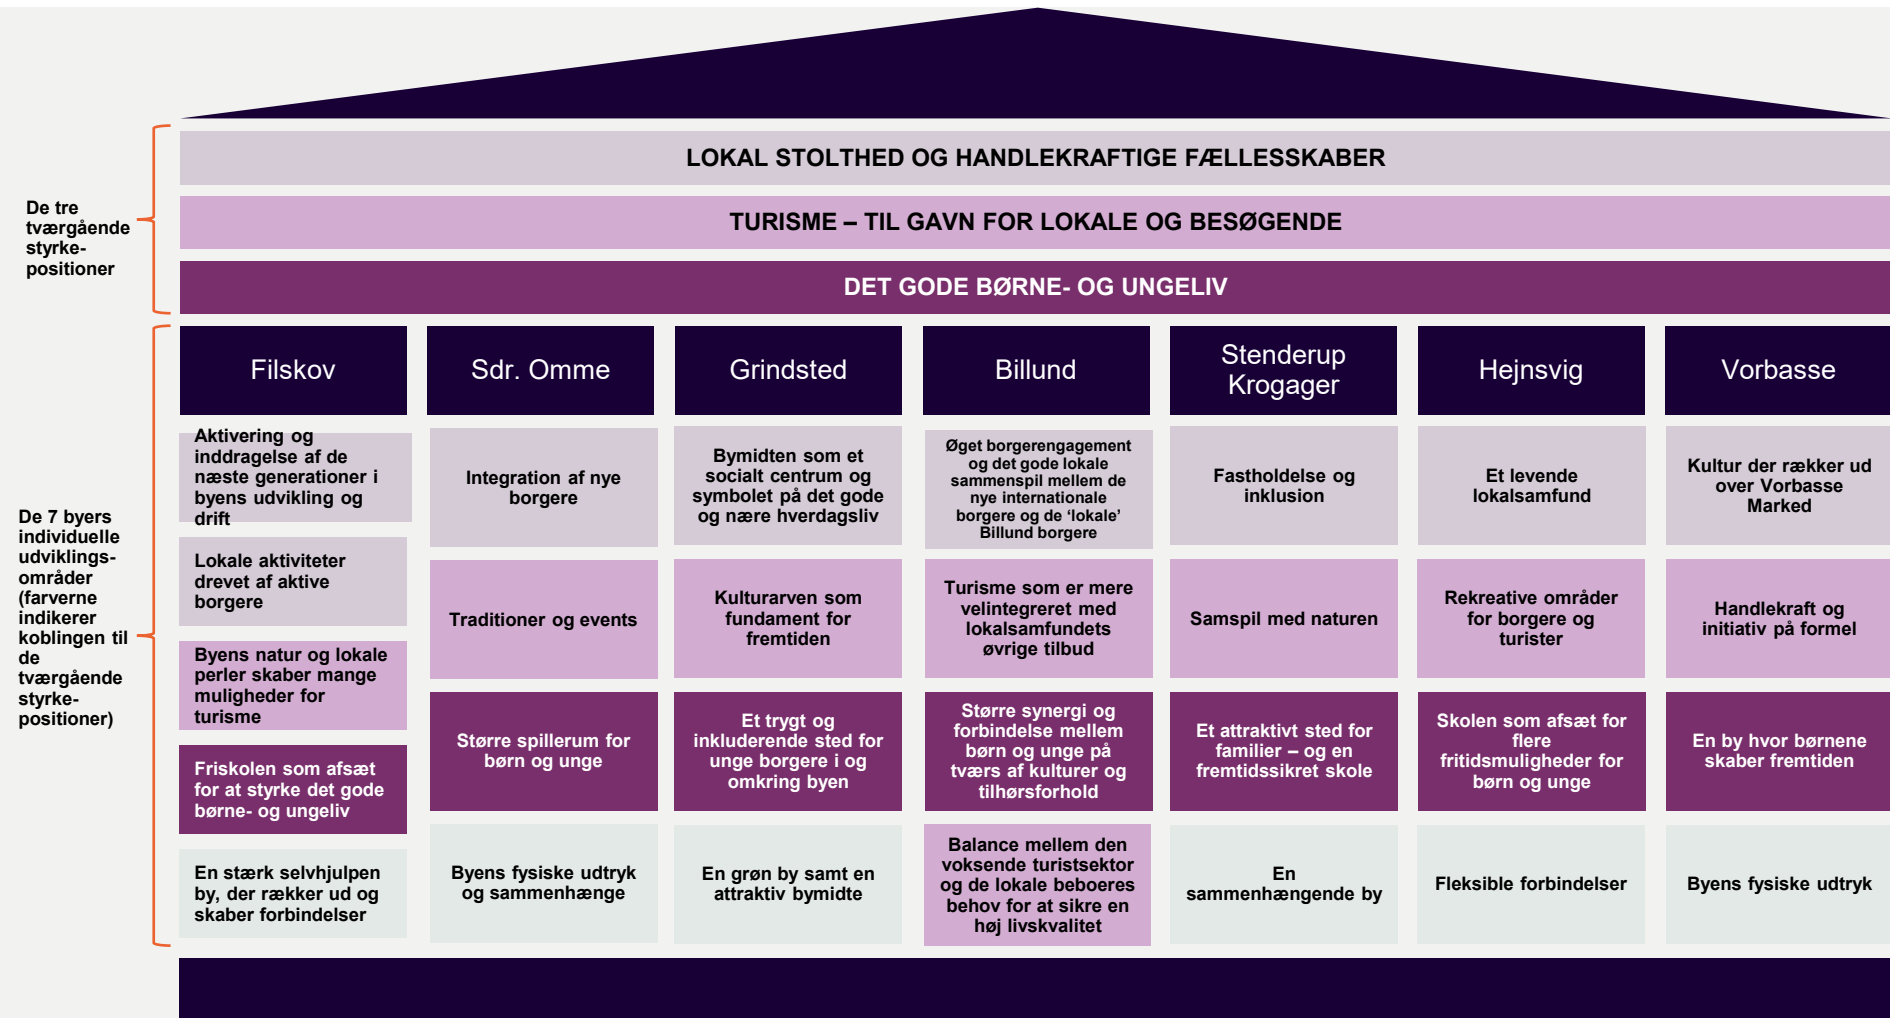 LOKAL STOLTHED OG HANDLEKRAFTIGE FÆLLESSKABER
TURISME – TIL GAVN FOR LOKALE OG BESØGENDE
DET GODE BØRNE- OG UNGELIV
De tre
tværgående
styrke-
positioner
De 7 byers
individuelle
udviklings-
områder
(farverne
indikerer
koblingen til
de
tværgående
styrke-
positioner)
Filskov
Aktivering og
inddragelse af de
næste generationer i
byens udvikling og
drift
Lokale aktiviteter
drevet af aktive
borgere
Byens natur og lokale
perler skaber mange
muligheder for
turisme
Friskolen som afsæt
for at styrke det gode
børne- og ungeliv
En stærk selvhjulpen
by, der rækker ud og
skaber forbindelser
Sdr. Omme
Integration af nye
borgere
Traditioner og events
Større spillerum for
børn og unge
Byens fysiske udtryk
og sammenhænge
Grindsted
Bymidten som et
socialt centrum og
symbolet på det gode
og nære hverdagsliv
Kulturarven som
fundament for
fremtiden
Et trygt og
inkluderende sted for
unge borgere i og
omkring byen
En grøn by samt en
attraktiv bymidte
Billund
Øget borgerengagement
og det gode lokale
sammenspil mellem de
nye internationale
borgere og de ‘lokale’
Billund borgere
Turisme som er mere
velintegreret med
lokalsamfundets
øvrige tilbud
Større synergi og
forbindelse mellem
børn og unge på
tværs af kulturer og
tilhørsforhold
Balance mellem den
voksende turistsektor
og de lokale beboeres
behov for at sikre en
høj livskvalitet
Stenderup
Krogager
Fastholdelse og
inklusion
Samspil med naturen
Et attraktivt sted for
familier – og en
fremtidssikret skole
En
sammenhængende by
Hejnsvig
Et levende
lokalsamfund
Rekreative områder
for borgere og
turister
Skolen som afsæt for
flere
fritidsmuligheder for
børn og unge
Fleksible forbindelser
Vorbasse
Kultur der rækker ud
over Vorbasse
Marked
Handlekraft og
initiativ på formel
En by hvor børnene
skaber fremtiden
Byens fysiske udtryk